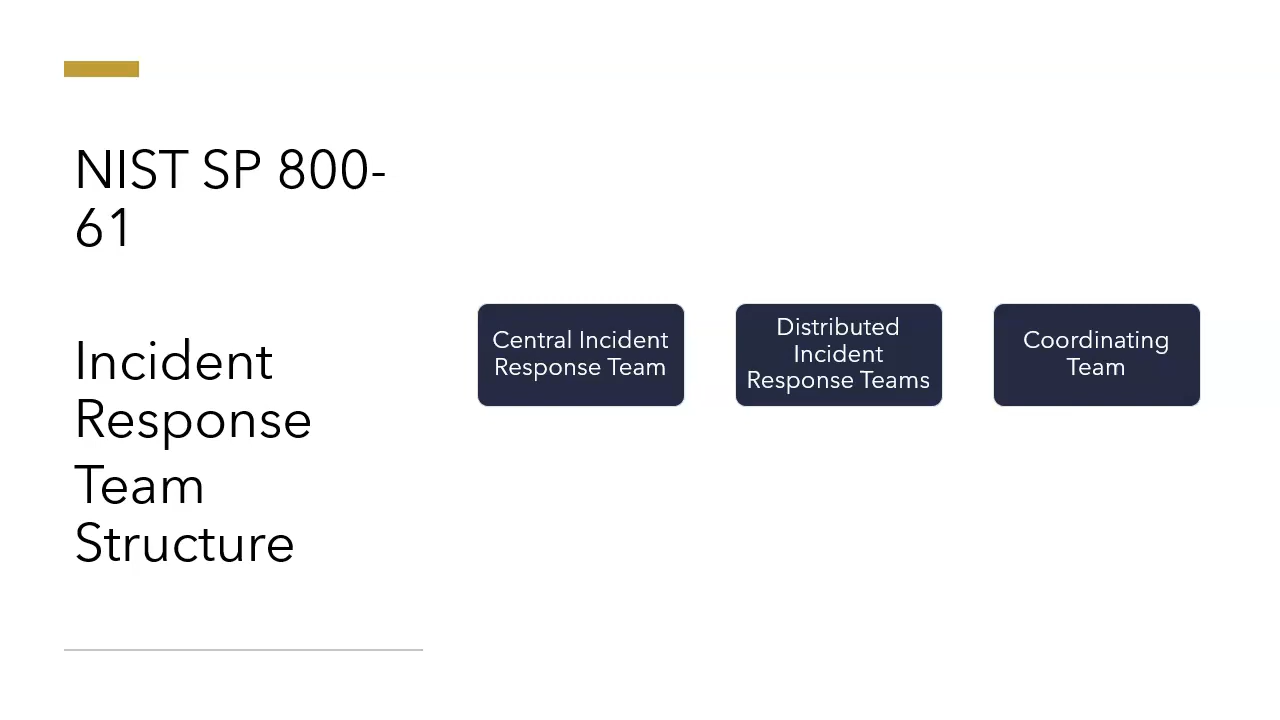 NIST SP 800-
61
Incident
Response
Team
Structure
Central Incident
Response Team
Distributed
Incident
Response Teams
Coordinating
Team